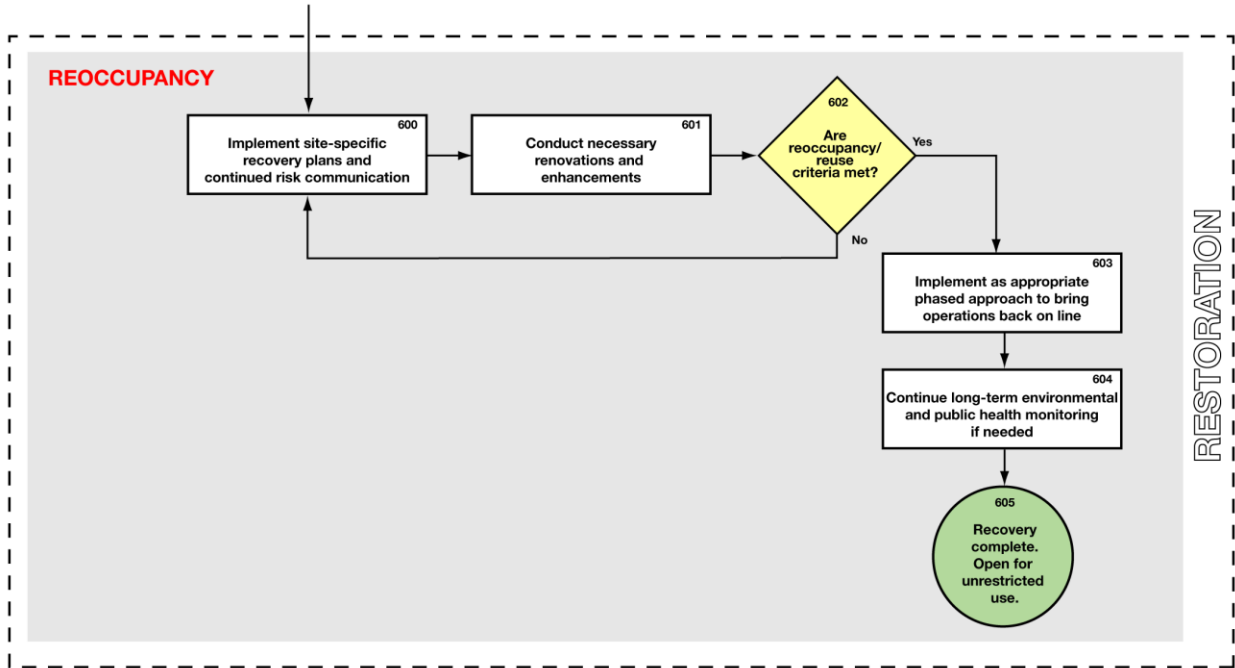 REOCCUPANCY
600
Implement site-specific
recovery plans and
continued risk communication
601
Conduct necessary
renovations and
enhancements
602
Are
reoccupancy/
reuse
criteria met?
Yes
No
603
Implement as appropriate
phased approach to bring
operations back on line
604
Continue long-term environmental
and public health monitoring
if needed
605
Recovery
complete.
Open for
unrestricted
use.
RESTORATION